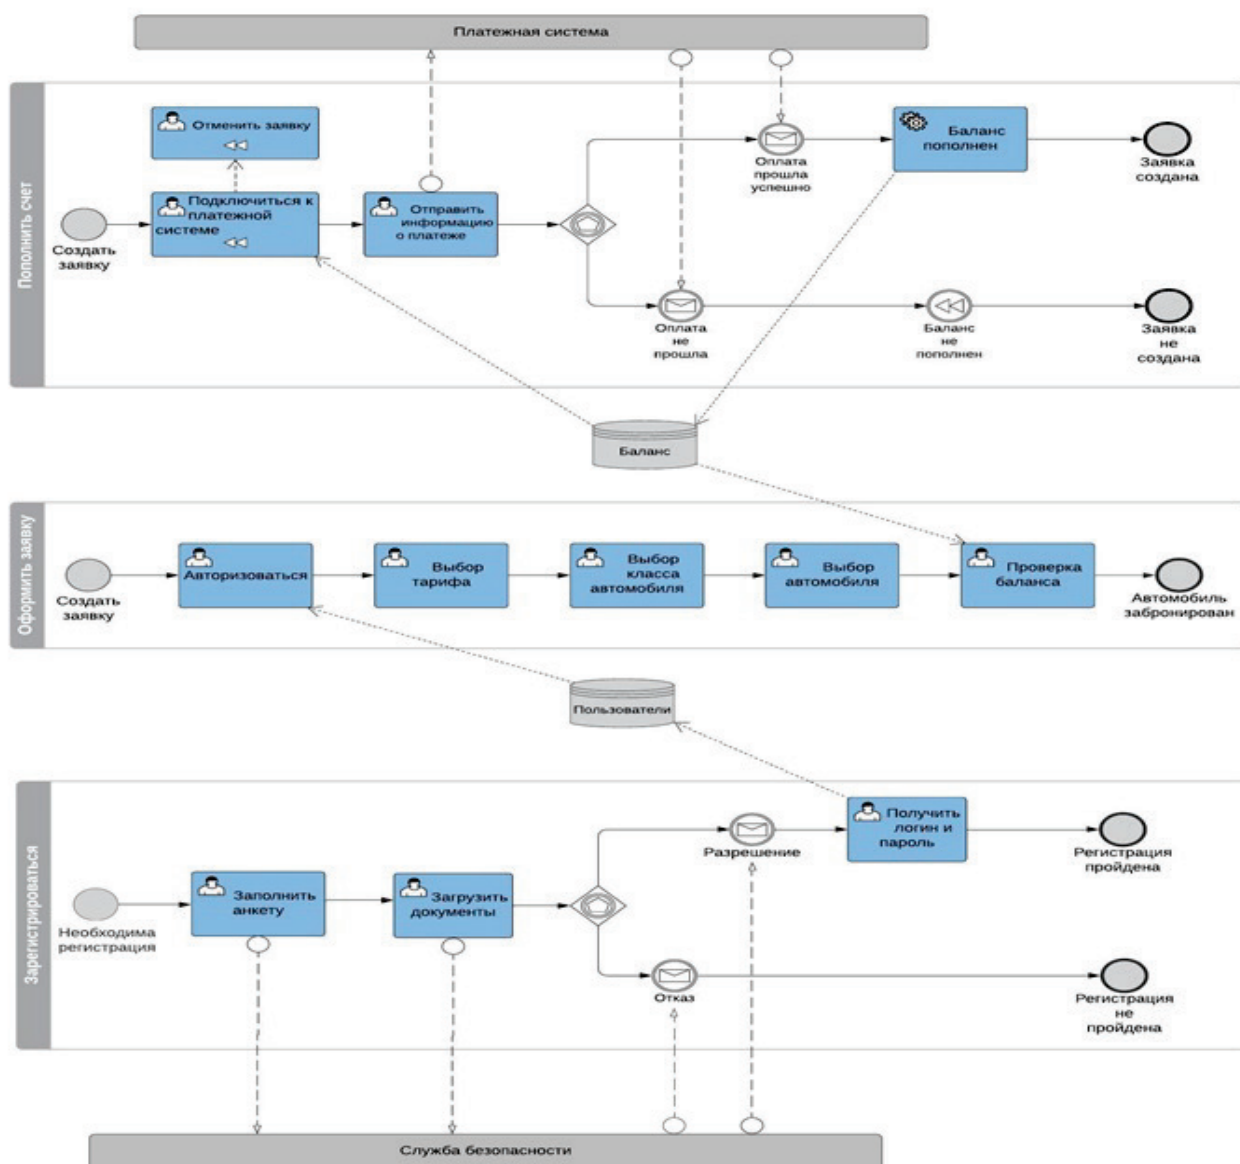 Платежная система
Пополнить счет
Отменить заявку
Создать
заявку
Подключиться к
платежной
системе
Отправить
информацию
о платеже
Оплата
прошла
успешно
Баланс
пополнен
Заявка
создана
Оплата
не
прошла
Баланс
не
пополнен
Заявка
не
создана
Баланс
Оформить заявку
Создать
заявку
Авторизоваться
Выбор
тарифа
Выбор
класса
автомобиля
Выбор
автомобиля
Проверка
баланса
Автомобиль
забронирован
Пользователи
Зарегистрироваться
Необходима
регистрация
Заполнить
анкету
Загрузить
документы
Разрешение
Получить
логин и
пароль
Регистрация
пройдена
Отказ
Регистрация
не
пройдена
Служба безопасности